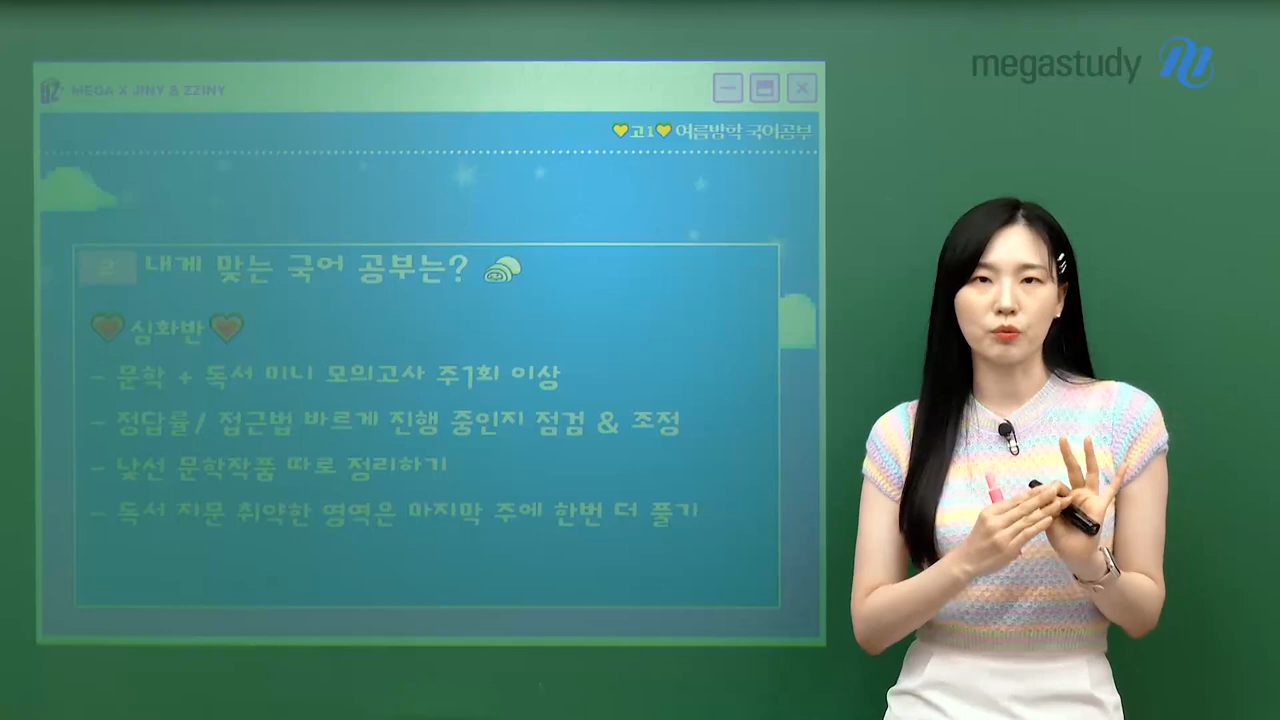 megastudy
MEGA X JINY & ZZINY
💛고1💛 여름방학 국어공부
2 내게 맞는 국어 공부는?
심화반
- 문학 + 독서 미니 모의고사 주1회 이상
- 정답률/ 접근법 바르게 진행 중인지 점검 & 조정
- 낯선 문학작품 따로 정리하기
- 독서 지문 취약한 영역은 마지막 주에 한번 더 풀기